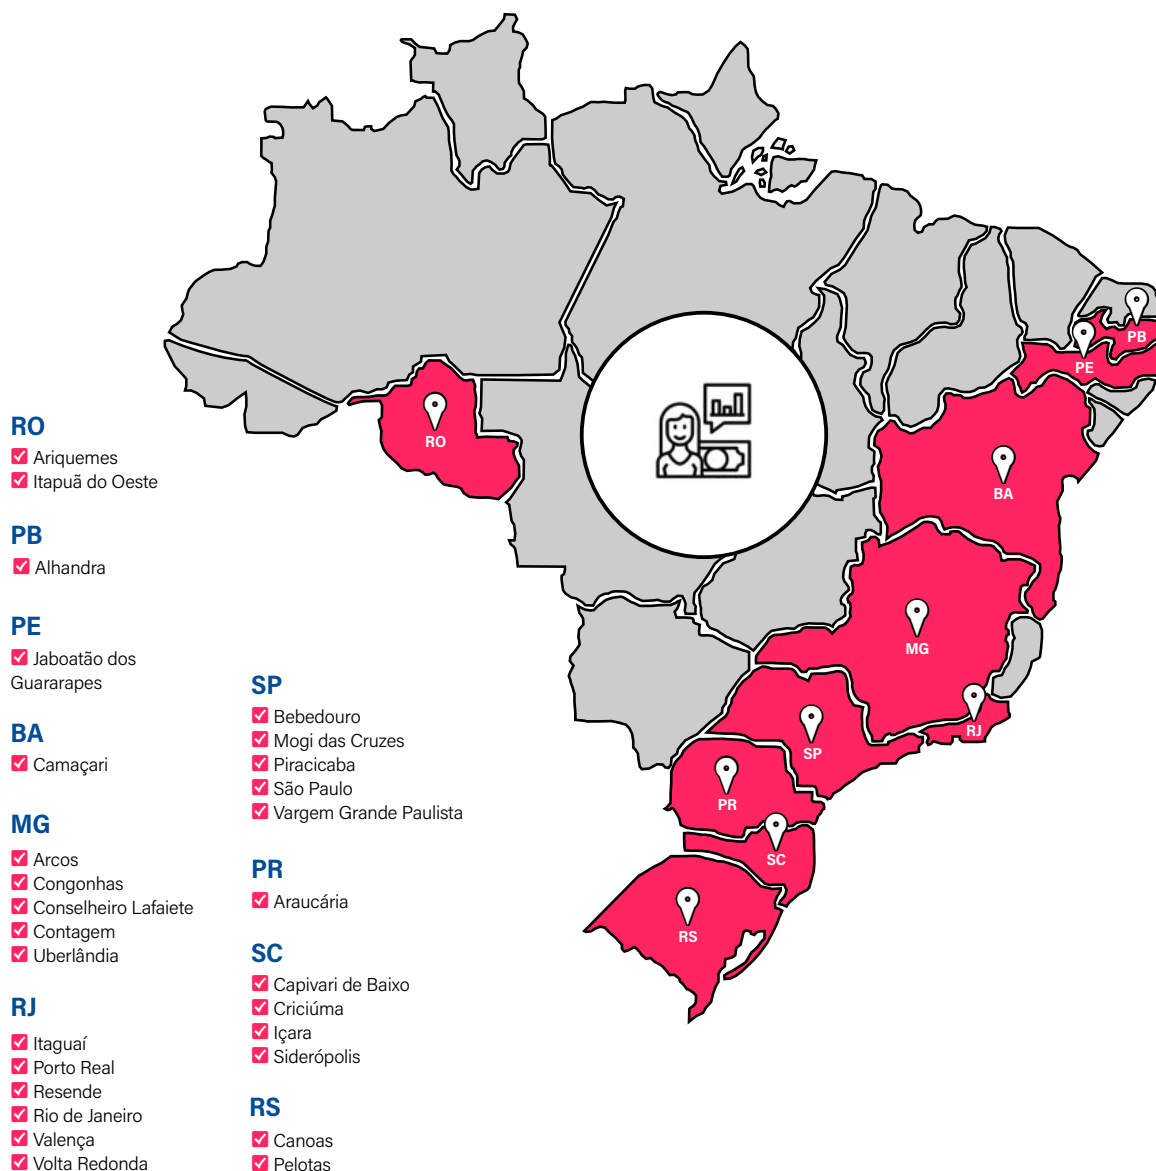 RO
Ariquemes
Itapuã do Oeste
PB
Alhandra
PE
Jaboatão dos
Guararapes
BA
Camaçari
MG
Arcos
Congonhas
Conselheiro Lafaiete
Contagem
Uberlândia
RJ
Itaguaí
Porto Real
Resende
Rio de Janeiro
Valença
Volta Redonda
SP
Bebedouro
Mogi das Cruzes
Piracicaba
São Paulo
Vargem Grande Paulista
PR
Araucária
SC
Capivari de Baixo
Criciúma
Içara
Siderópolis
RS
Canoas
Pelotas
RO
PB
PE
BA
MG
RJ
SP
PR
SC
RS